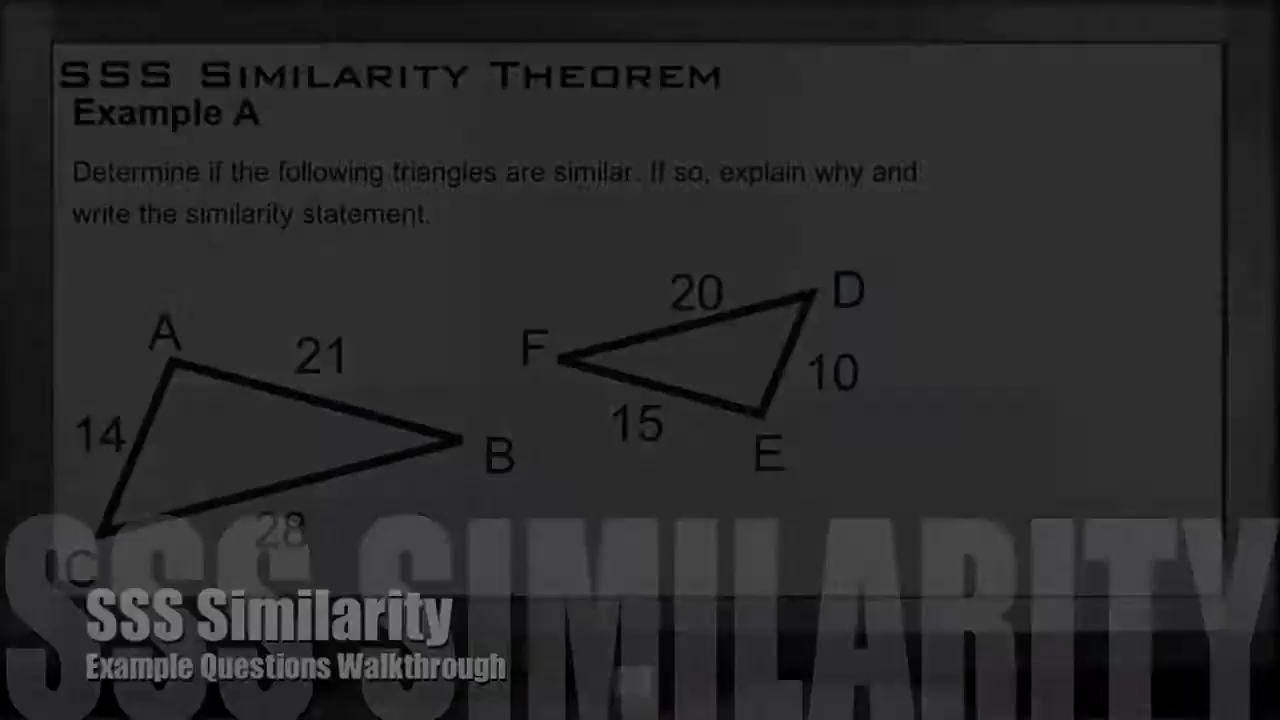 SSS SIMILARITY THEOREM
Example A
Determine if the following triangles are similar. If so, explain why and
write the similarity statement.
20
D
A
21
F
10
14
15
B
E
28
C
SSS SIMILARITY
SSS Similarity
Example Questions Walkthrough